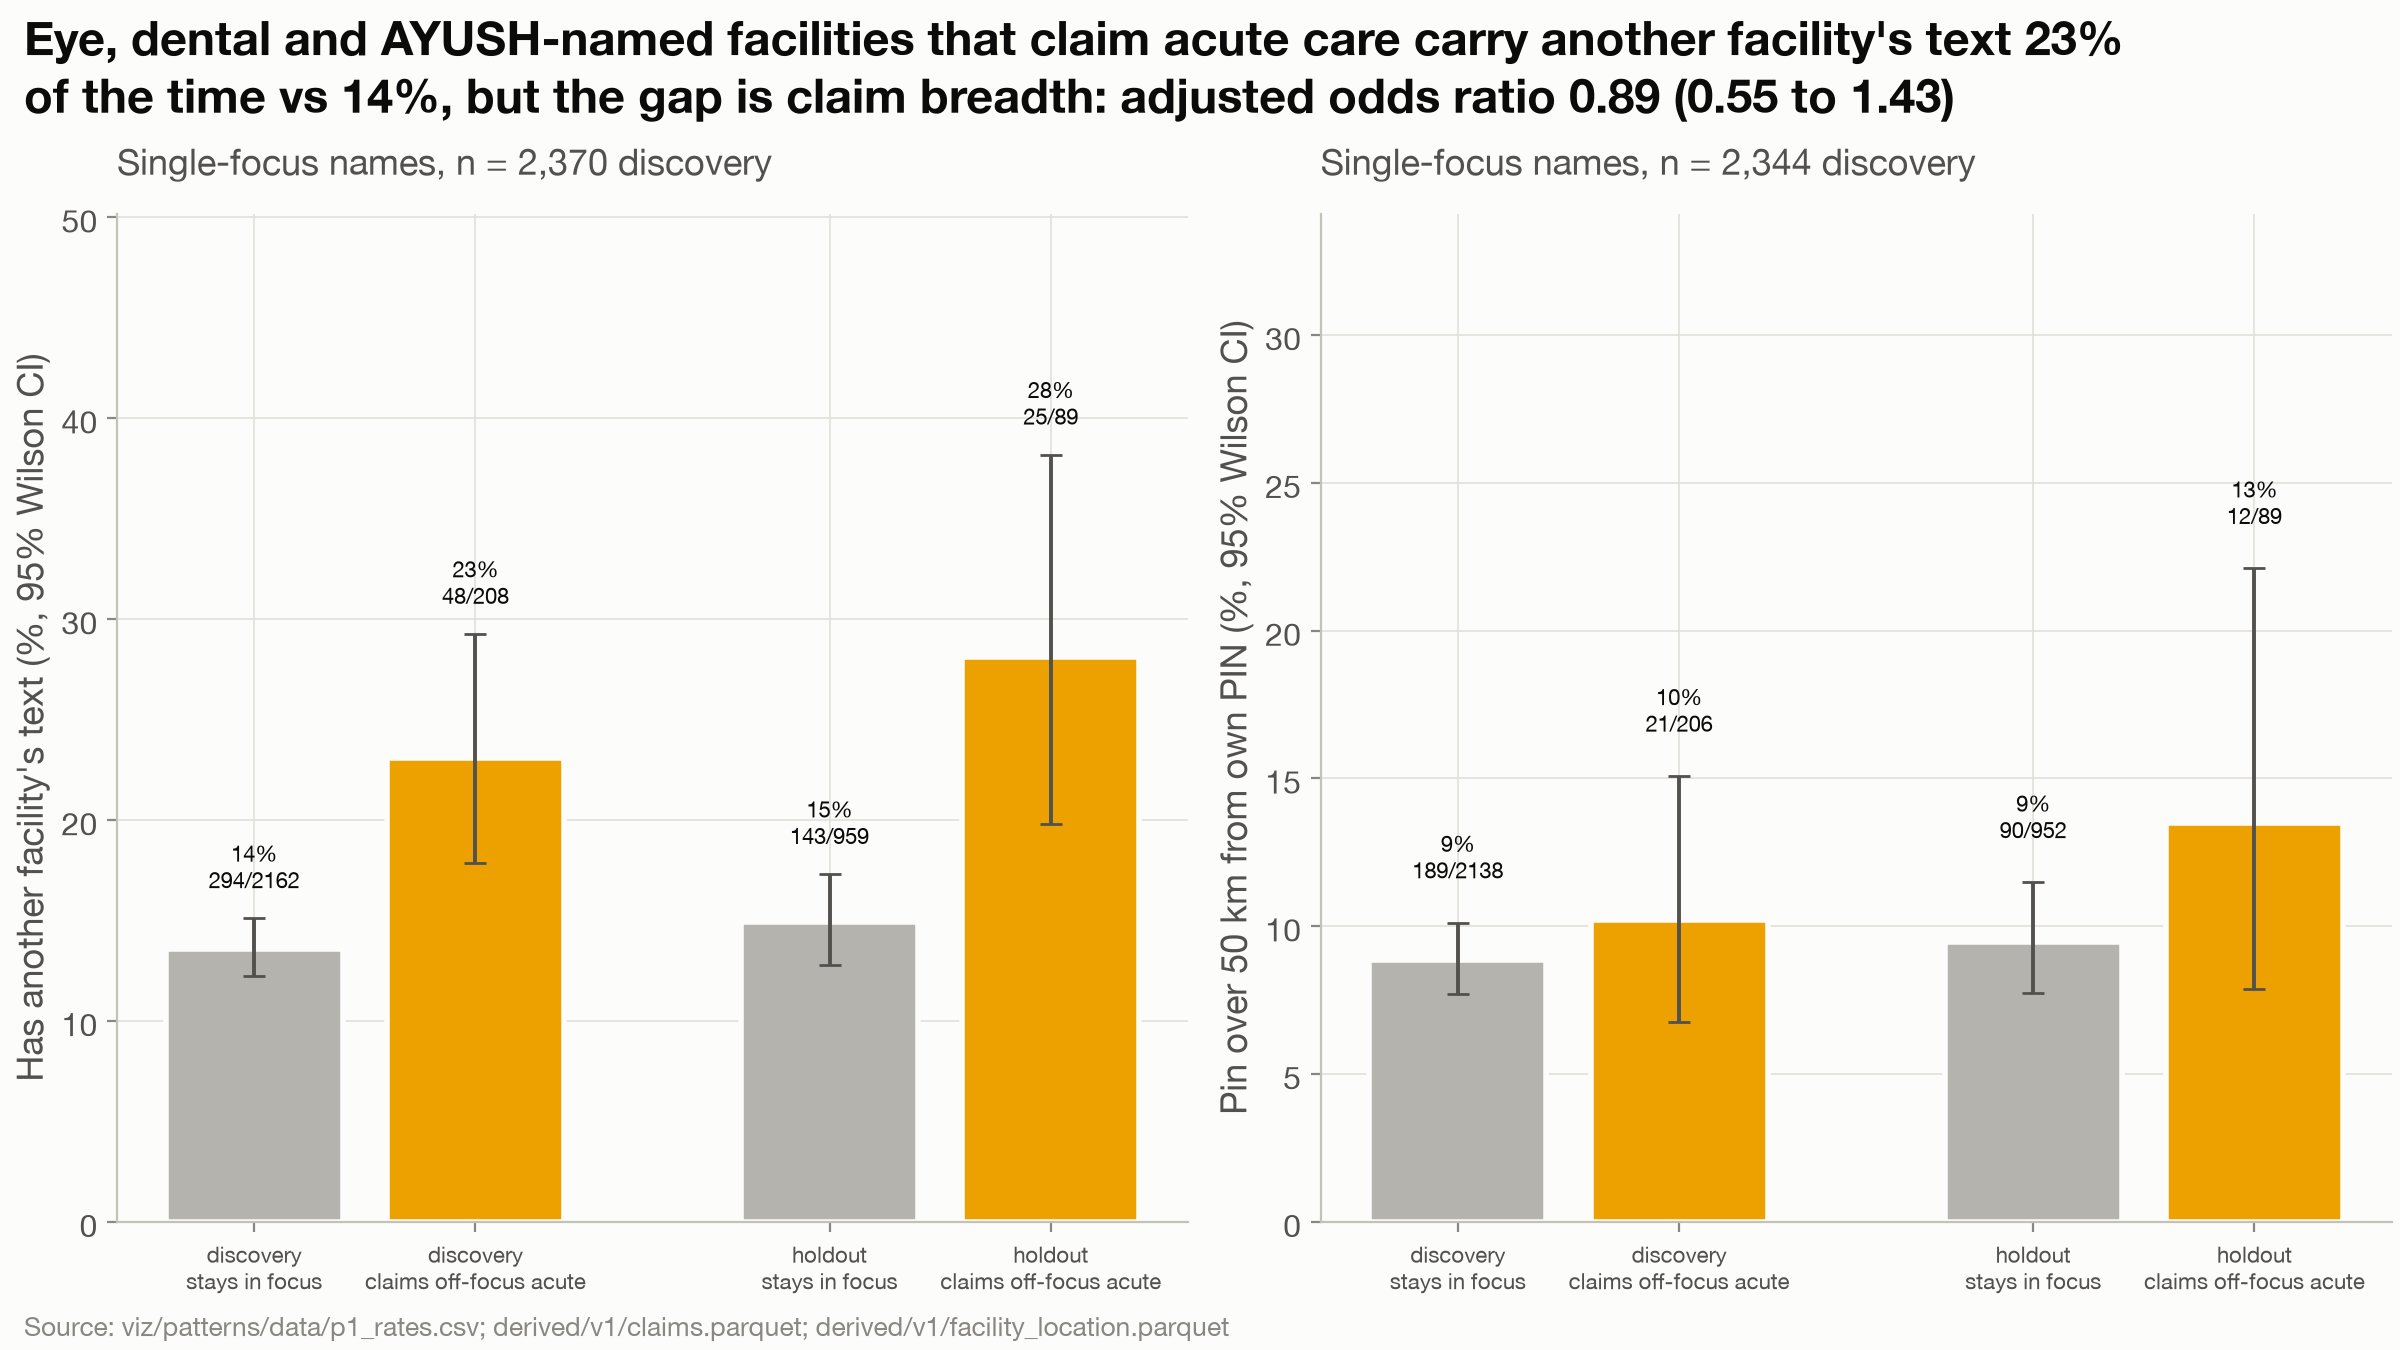 Eye, dental and AYUSH-named facilities that claim acute care carry another facility's text 23%
of the time vs 14%, but the gap is claim breadth: adjusted odds ratio 0.89 (0.55 to 1.43)
Single-focus names, n = 2,370 discovery
Has another facility's text (%, 95% Wilson CI)
50
40
30
20
10
0
14%
294/2162
23%
48/208
15%
143/959
28%
25/89
discovery
stays in focus
discovery
claims off-focus acute
holdout
stays in focus
holdout
claims off-focus acute
Single-focus names, n = 2,344 discovery
Pin over 50 km from own PIN (%, 95% Wilson CI)
30
25
20
15
10
5
0
9%
189/2138
10%
21/206
9%
90/952
13%
12/89
discovery
stays in focus
discovery
claims off-focus acute
holdout
stays in focus
holdout
claims off-focus acute
Source: viz/patterns/data/p1_rates.csv; derived/v1/claims.parquet; derived/v1/facility_location.parquet